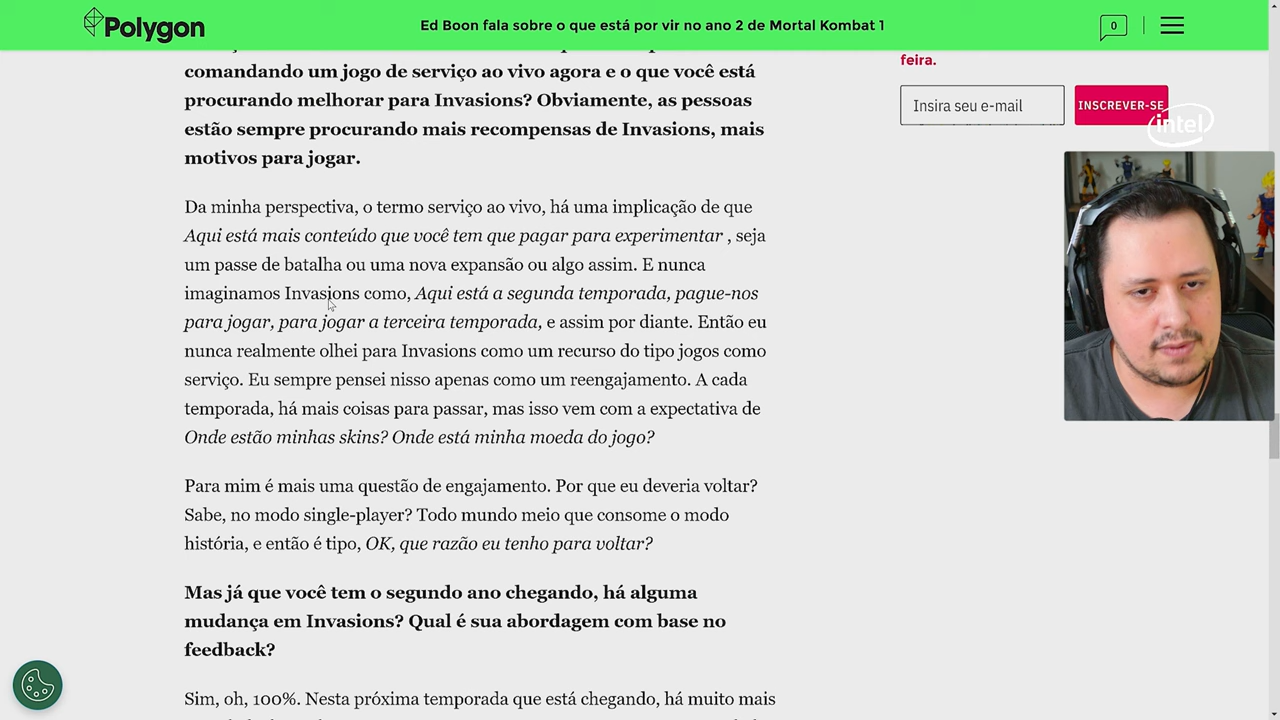 Polygon
Ed Boon fala sobre o que está por vir no ano 2 de Mortal Kombat 1
0
comandando um jogo de serviço ao vivo agora e o que você está
procurando melhorar para Invasions? Obviamente, as pessoas
estão sempre procurando mais recompensas de Invasions, mais
motivos para jogar.
Da minha perspectiva, o termo serviço ao vivo, há uma implicação de que
Aqui está mais conteúdo que você tem que pagar para experimentar , seja
um passe de batalha ou uma nova expansão ou algo assim. E nunca
imaginamos Invasions como, Aqui está a segunda temporada, pague-nos
para jogar, para jogar a terceira temporada, e assim por diante. Então eu
nunca realmente olhei para Invasions como um recurso do tipo jogos como
serviço. Eu sempre pensei nisso apenas como um reengajamento. A cada
temporada, há mais coisas para passar, mas isso vem com a expectativa de
Onde estão minhas skins? Onde está minha moeda do jogo?
Para mim é mais uma questão de engajamento. Por que eu deveria voltar?
Sabe, no modo single-player? Todo mundo meio que consome o modo
história, e então é tipo, OK, que razão eu tenho para voltar?
Mas já que você tem o segundo ano chegando, há alguma
mudança em Invasions? Qual é sua abordagem com base no
feedback?
Sim, oh, 100%. Nesta próxima temporada que está chegando, há muito mais
feira.
Insira seu e-mail
INSCREVER-SE
intel